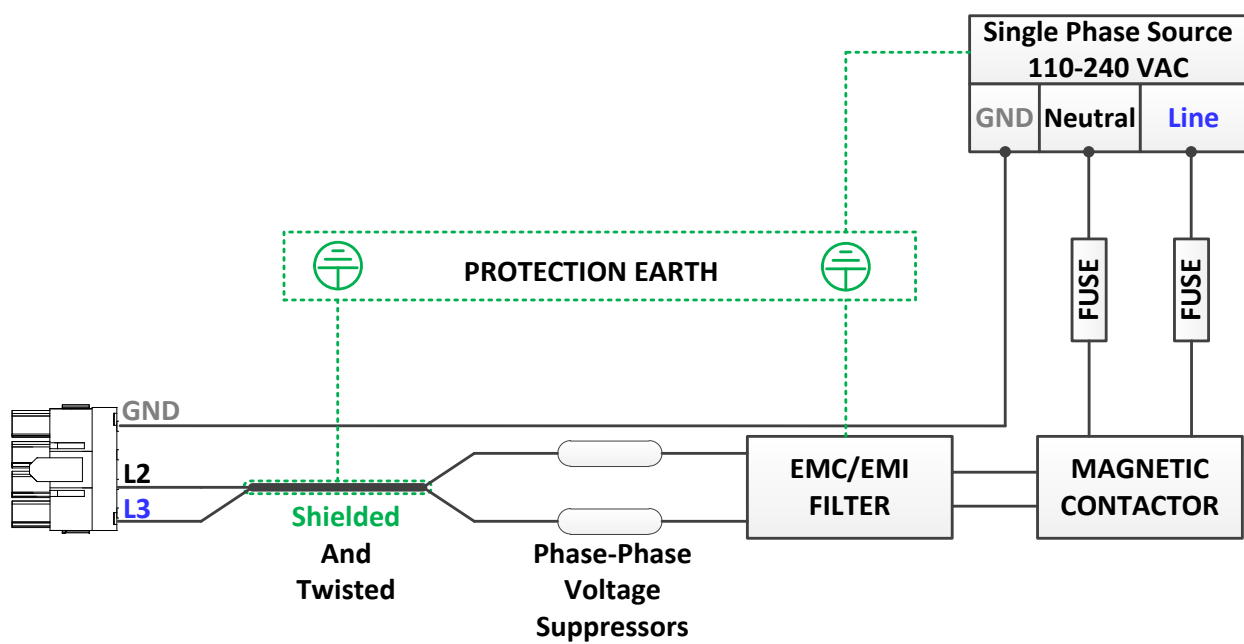 Single Phase Source
110-240 VAC
GND
Neutral
Line
PROTECTION EARTH
FUSE
FUSE
GND
L2
L3
Shielded
And
Twisted
Phase-Phase
Voltage
Suppressors
EMC/EMI
FILTER
MAGNETIC
CONTACTOR